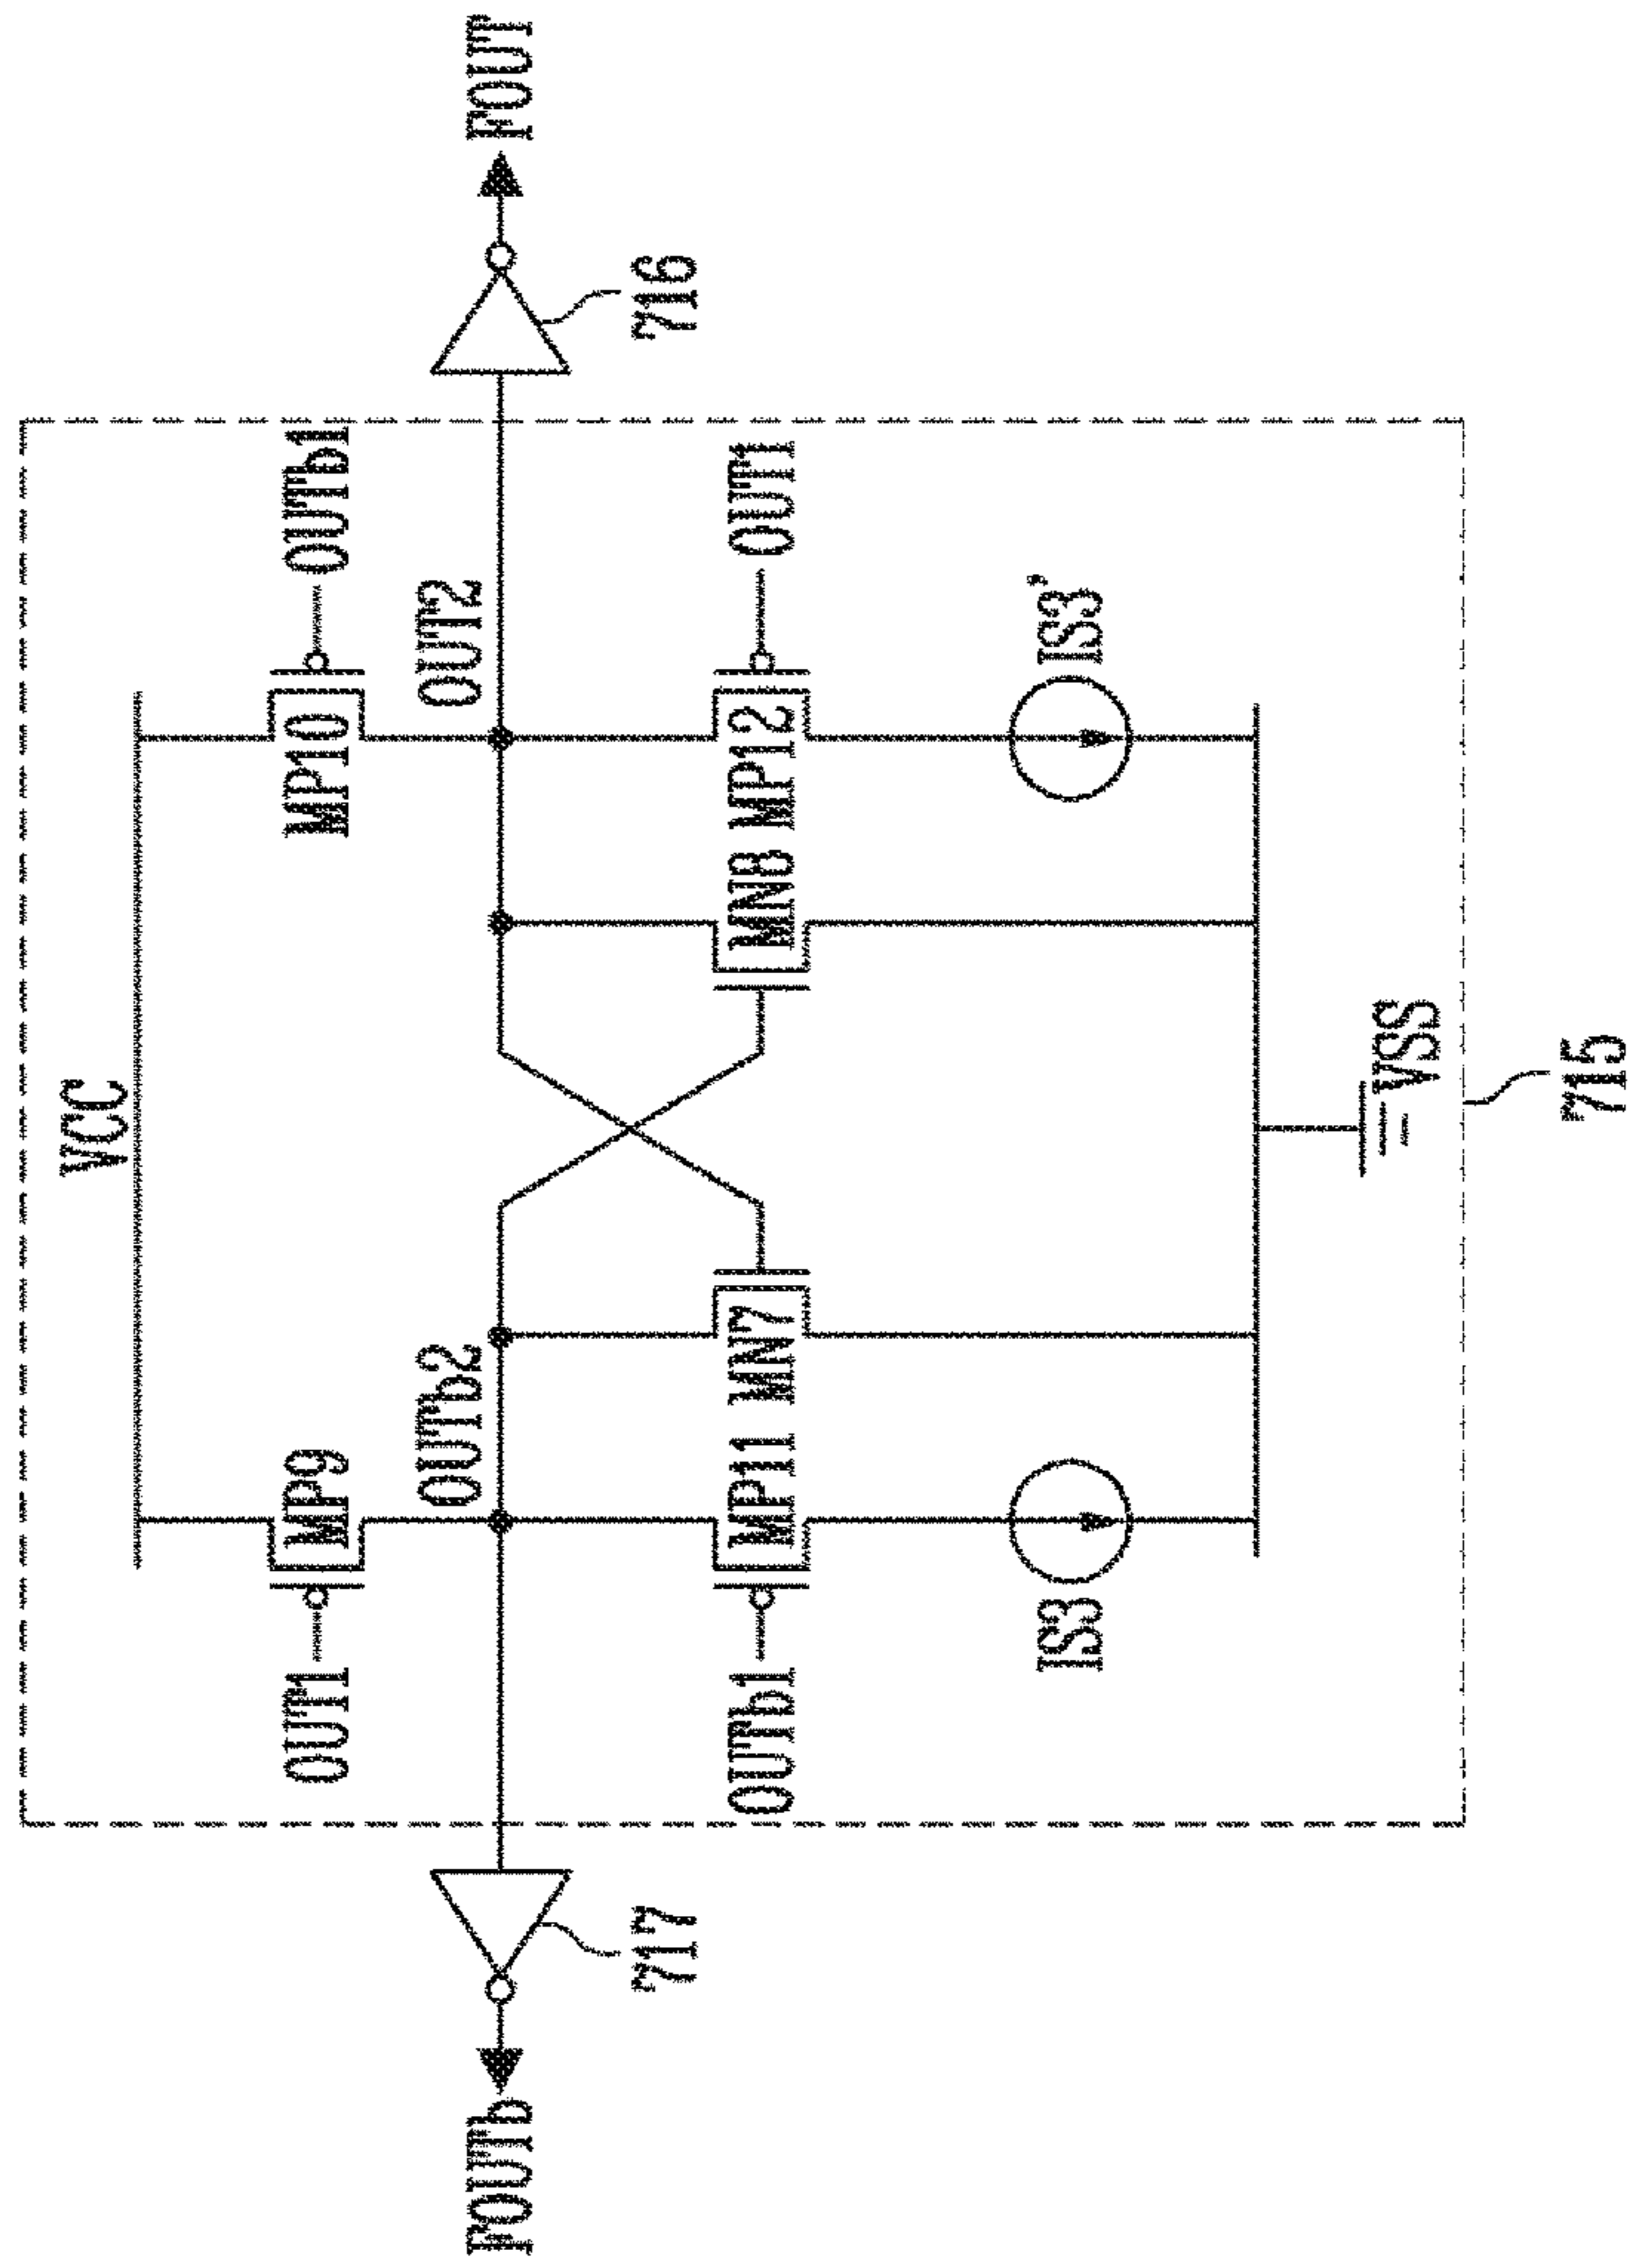 VCC
OUT1
MP9
MP10
OUTb1
OUTb2
OUT2
FOUTb
FOUT
717
716
OUTb1
MP11 MN7
MN8 MP12
OUT1
IS3
IS3'
VSS
715